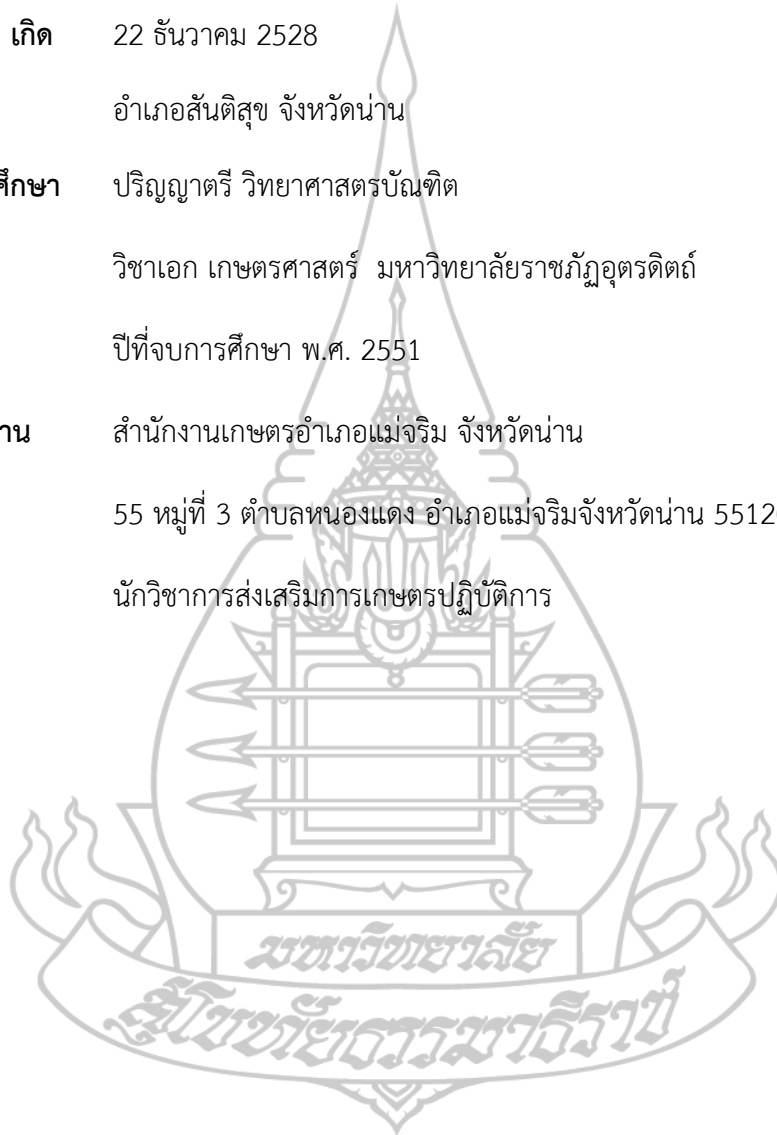 เกิด 22 ธันวาคม 2528
อำเภอสันติสุข จังหวัดน่าน
ศึกษา ปริญญาตรี วิทยาศาสตรบัณฑิต
วิชาเอก เกษตรศาสตร์ มหาวิทยาลัยราชภัฏอุตรดิตถ์
ปีที่จบการศึกษา พ.ศ. 2551
าน สำนักงานเกษตรอำเภอแม่จริม จังหวัดน่าน
55 หมู่ที่ 3 ตำบลหนองแดง อำเภอแม่จริมจังหวัดน่าน 5512
นักวิชาการส่งเสริมการเกษตรปฏิบัติการ
มหาวิทยาลัย
สุโขทัยธรรมาธิราช